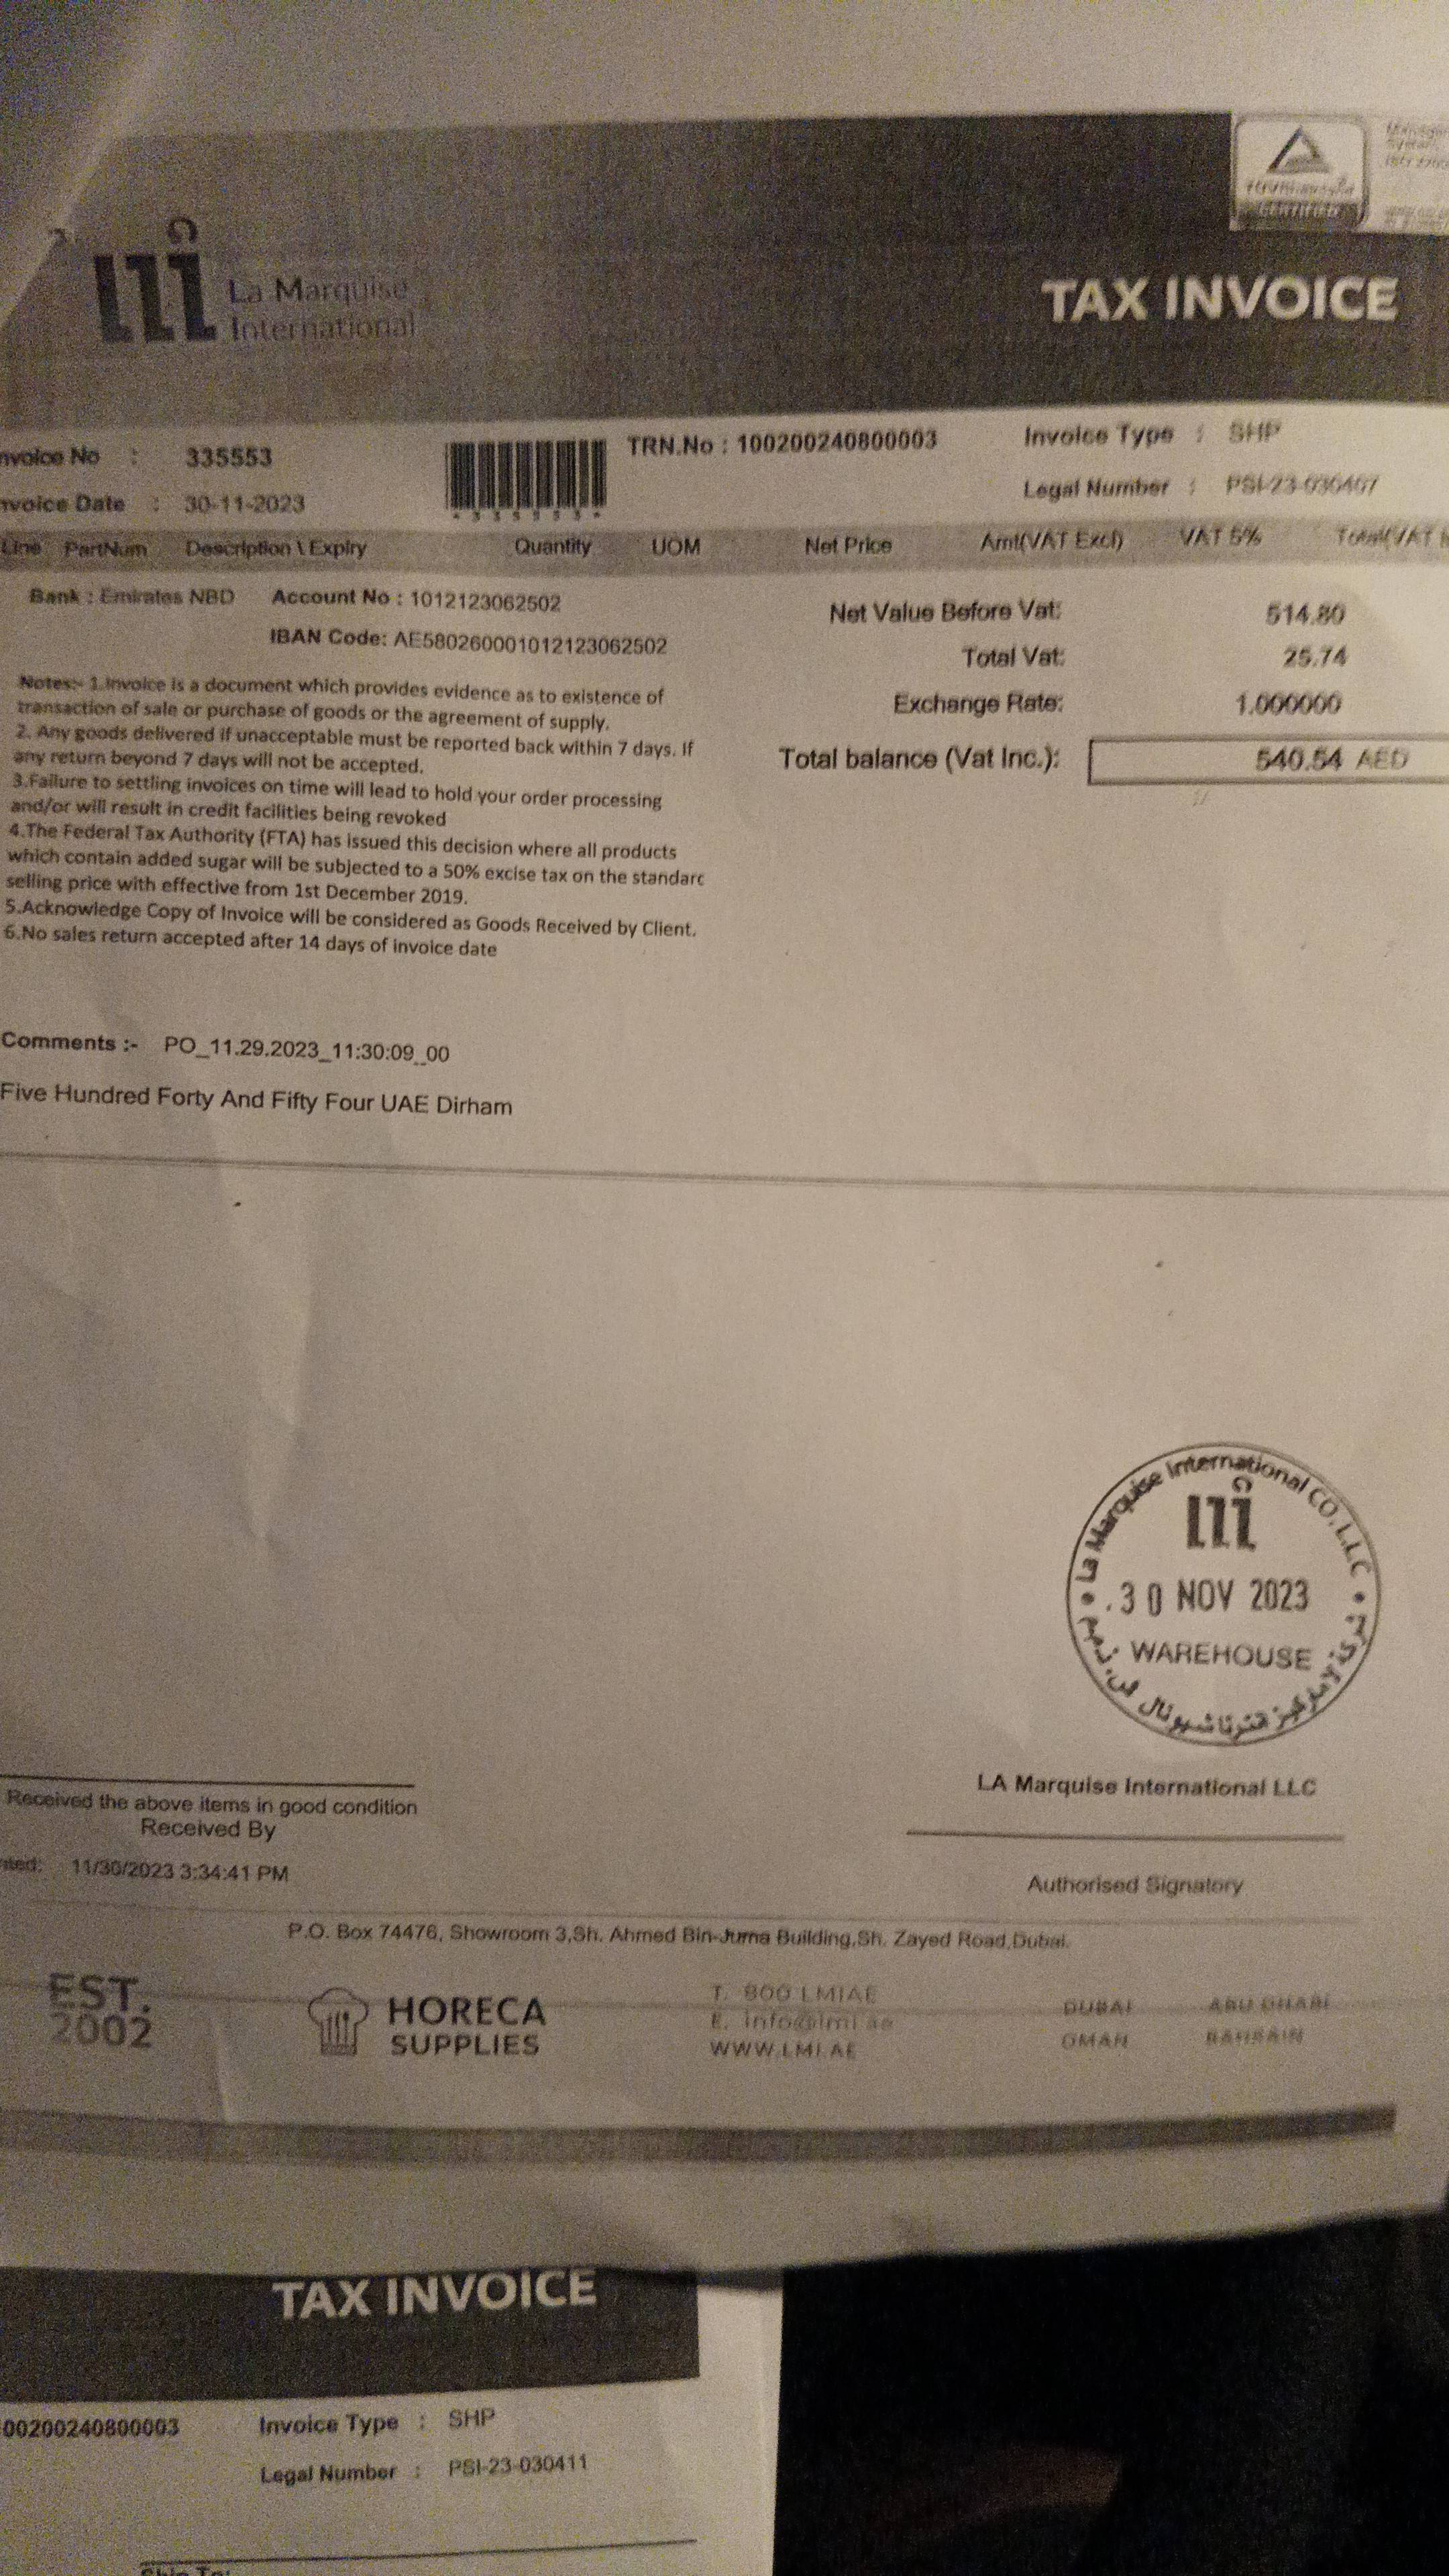 La Marquise
International
TAX INVOICE
CERTIFIED
nvoice No : 335553
TRN.No : 100200240800003
Invoice Type : SHP
nvoice Date : 30-11-2023
Legal Number : PSI-23-030407
Line PartNum Description \ Expiry Quantity UOM Net Price Amt(VAT Excl) VAT 5% Total(VAT
Bank : Emirates NBD Account No : 1012123062502
IBAN Code: AE580260001012123062502
Net Value Before Vat: 514.80
Total Vat: 25.74
Exchange Rate: 1.000000
Total balance (Vat Inc.): 540.54 AED
Notes:- 1.Invoice is a document which provides evidence as to existence of
transaction of sale or purchase of goods or the agreement of supply.
2. Any goods delivered if unacceptable must be reported back within 7 days. If
any return beyond 7 days will not be accepted.
3.Failure to settling invoices on time will lead to hold your order processing
and/or will result in credit facilities being revoked
4.The Federal Tax Authority (FTA) has issued this decision where all products
which contain added sugar will be subjected to a 50% excise tax on the standarc
selling price with effective from 1st December 2019.
5.Acknowledge Copy of Invoice will be considered as Goods Received by Client.
6.No sales return accepted after 14 days of invoice date
Comments :- PO_11.29.2023_11:30:09_00
Five Hundred Forty And Fifty Four UAE Dirham
La Marquise International CO. L.L.C
30 NOV 2023
WAREHOUSE
LA Marquise International LLC
Received the above items in good condition
Received By
Authorised Signatory
nted: 11/30/2023 3:34:41 PM
P.O. Box 74476, Showroom 3,Sh. Ahmed Bin-Juma Building,Sh. Zayed Road,Dubai.
EST.
2002
HORECA
SUPPLIES
T. 800 LMIAE
E. info@lmi.ae
WWW.LMI.AE
DUBAI ABU DHABI
OMAN BAHRAIN
TAX INVOICE
00200240800003
Invoice Type : SHP
Legal Number : PSI-23-030411
Ship To: